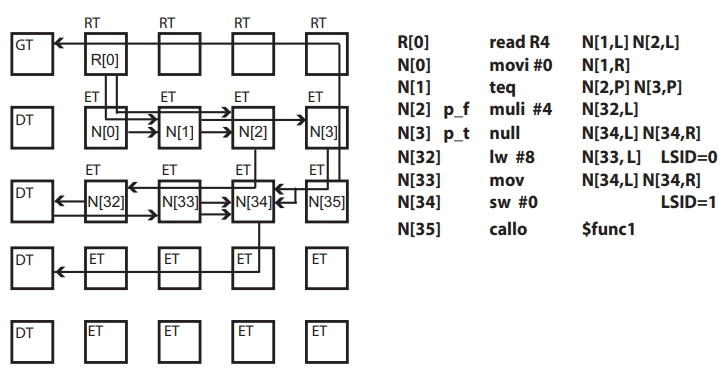 RT RT RT RT
GT
R[0]
ET ET ET ET
DT
N[0] N[1] N[2] N[3]
ET ET ET ET
DT
N[32] N[33] N[34] N[35]
DT ET ET ET ET
DT ET ET ET ET
R[0] read R4 N[1,L] N[2,L]
N[0] movi #0 N[1,R]
N[1] teq N[2,P] N[3,P]
N[2] p_f muli #4 N[32,L]
N[3] p_t null N[34,L] N[34,R]
N[32] lw #8 N[33, L] LSID=0
N[33] mov N[34,L] N[34,R]
N[34] sw #0 LSID=1
N[35] callo $func1